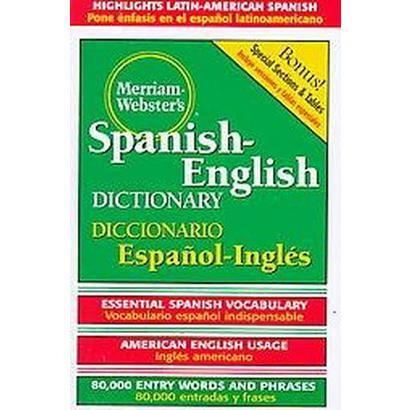 HIGHLIGHTS LATIN-AMERICAN SPANISH
Pone énfasis en el español latinoamericano
Bonus!
Special Sections & Tables
Incluye secciones y tablas especiales
Merriam-
Webster's
Spanish-
English
DICTIONARY
DICCIONARIO
Español-Inglés
ESSENTIAL SPANISH VOCABULARY
Vocabulario español indispensable
AMERICAN ENGLISH USAGE
Inglés americano
80,000 ENTRY WORDS AND PHRASES
80,000 entradas y frases